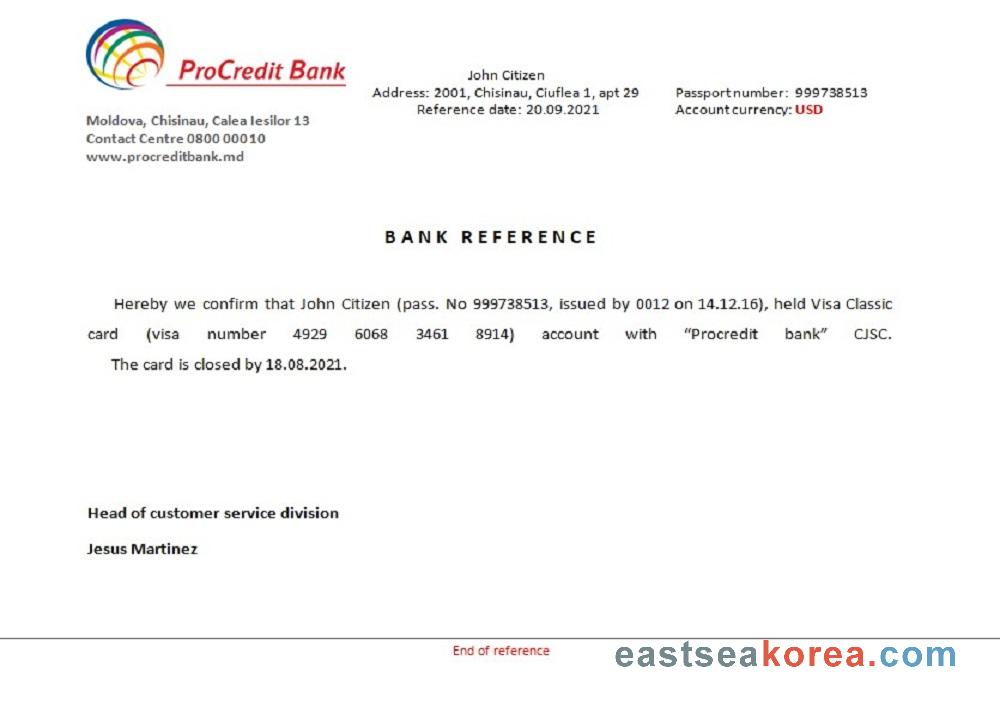 ProCredit Bank
Moldova, Chisinau, Calea Iesilor 13
Contact Centre 0800 00010
www.procreditbank.md
John Citizen
Address: 2001, Chisinau, Ciuflea 1, apt 29
Reference date: 20.09.2021
Passport number: 999738513
Account currency: USD
BANK REFERENCE
Hereby we confirm that John Citizen (pass. No 999738513, issued by 0012 on 14.12.16), held Visa Classic
card (visa number 4929 6068 3461 8914) account with “Procredit bank” CJSC.
The card is closed by 18.08.2021.
Head of customer service division
Jesus Martinez
End of reference
eastseakorea.com